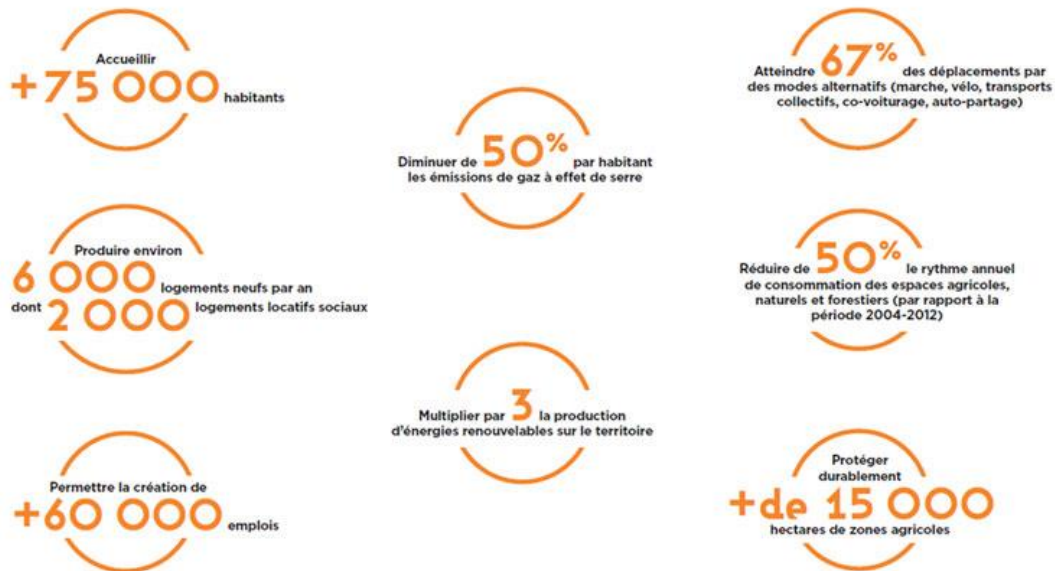 Accueillir
+75 000 habitants
Produire environ
6 000 logements neufs par an
dont 2 000 logements locatifs sociaux
Permettre la création de
+60 000 emplois
Diminuer de 50% par habitant
les émissions de gaz à effet de serre
Multiplier par 3 la production
d'énergies renouvelables sur le territoire
Atteindre 67% des déplacements par
des modes alternatifs (marche, vélo, transports
collectifs, co-voiturage, auto-partage)
Réduire de 50% le rythme annuel
de consommation des espaces agricoles,
naturels et forestiers (par rapport à la
période 2004-2012)
Protéger
durablement
+de 15 000
hectares de zones agricoles